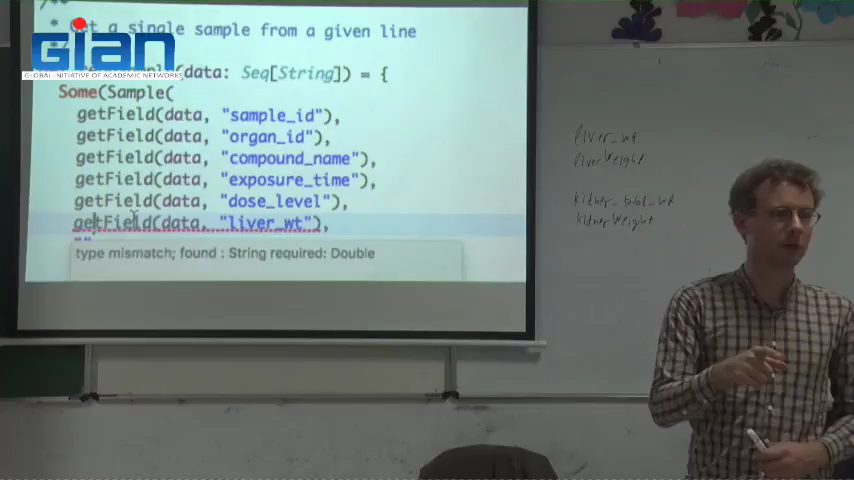 * Get a single sample from a given line
*/
(data: Seq[String]) = {
Some(Sample(
getField(data, "sample_id"),
getField(data, "organ_id"),
getField(data, "compound_name"),
getField(data, "exposure_time"),
getField(data, "dose_level"),
getField(data, "liver_wt"),
""
type mismatch; found : String required: Double
GIAN
GLOBAL INITIATIVE OF ACADEMIC NETWORKS
liver_wt
liverWeight
kidney_total_wt
kidneyWeight